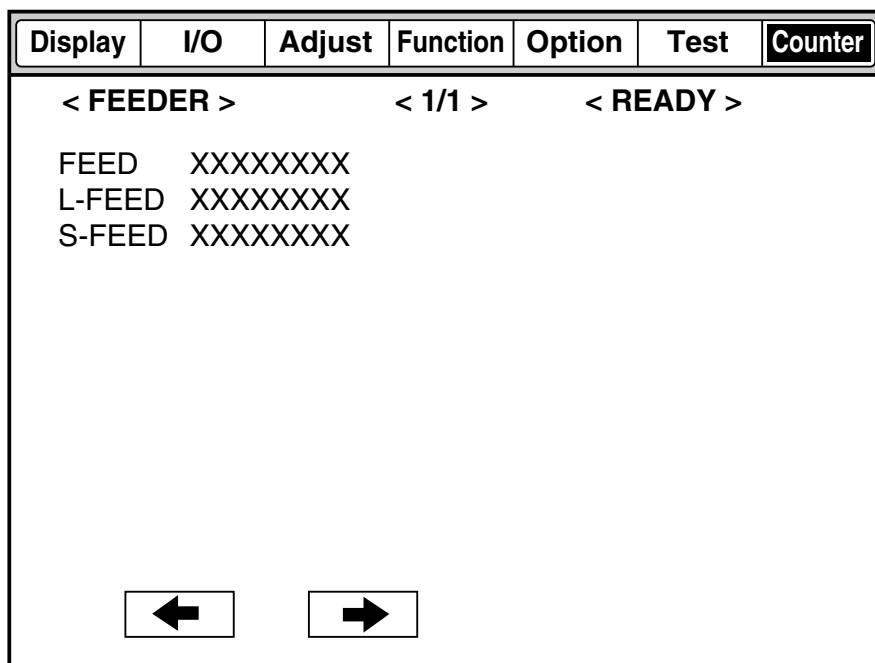 Display I/O Adjust Function Option Test Counter
< FEEDER > < 1/1 > < READY >
FEED XXXXXXXX
L-FEED XXXXXXXX
S-FEED XXXXXXXX